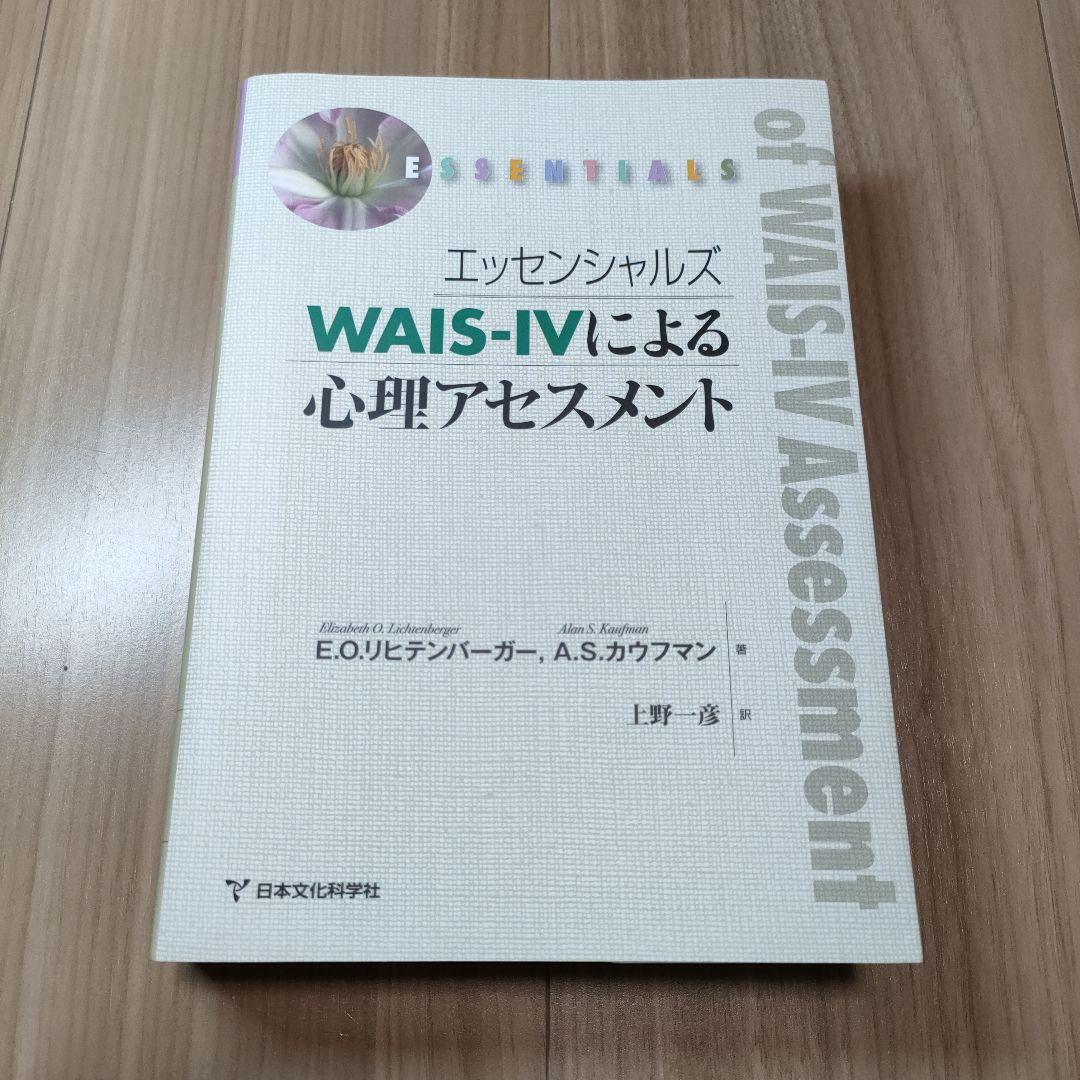 ESSENTIALS
of WAIS-IV Assessment
エッセンシャルズ
WAIS-IVによる
心理アセスメント
Elizabeth O. Lichtenberger Alan S. Kaufman
E.O.リヒテンバーガー, A.S.カウフマン 著
上野一彦 訳
日本文化科学社